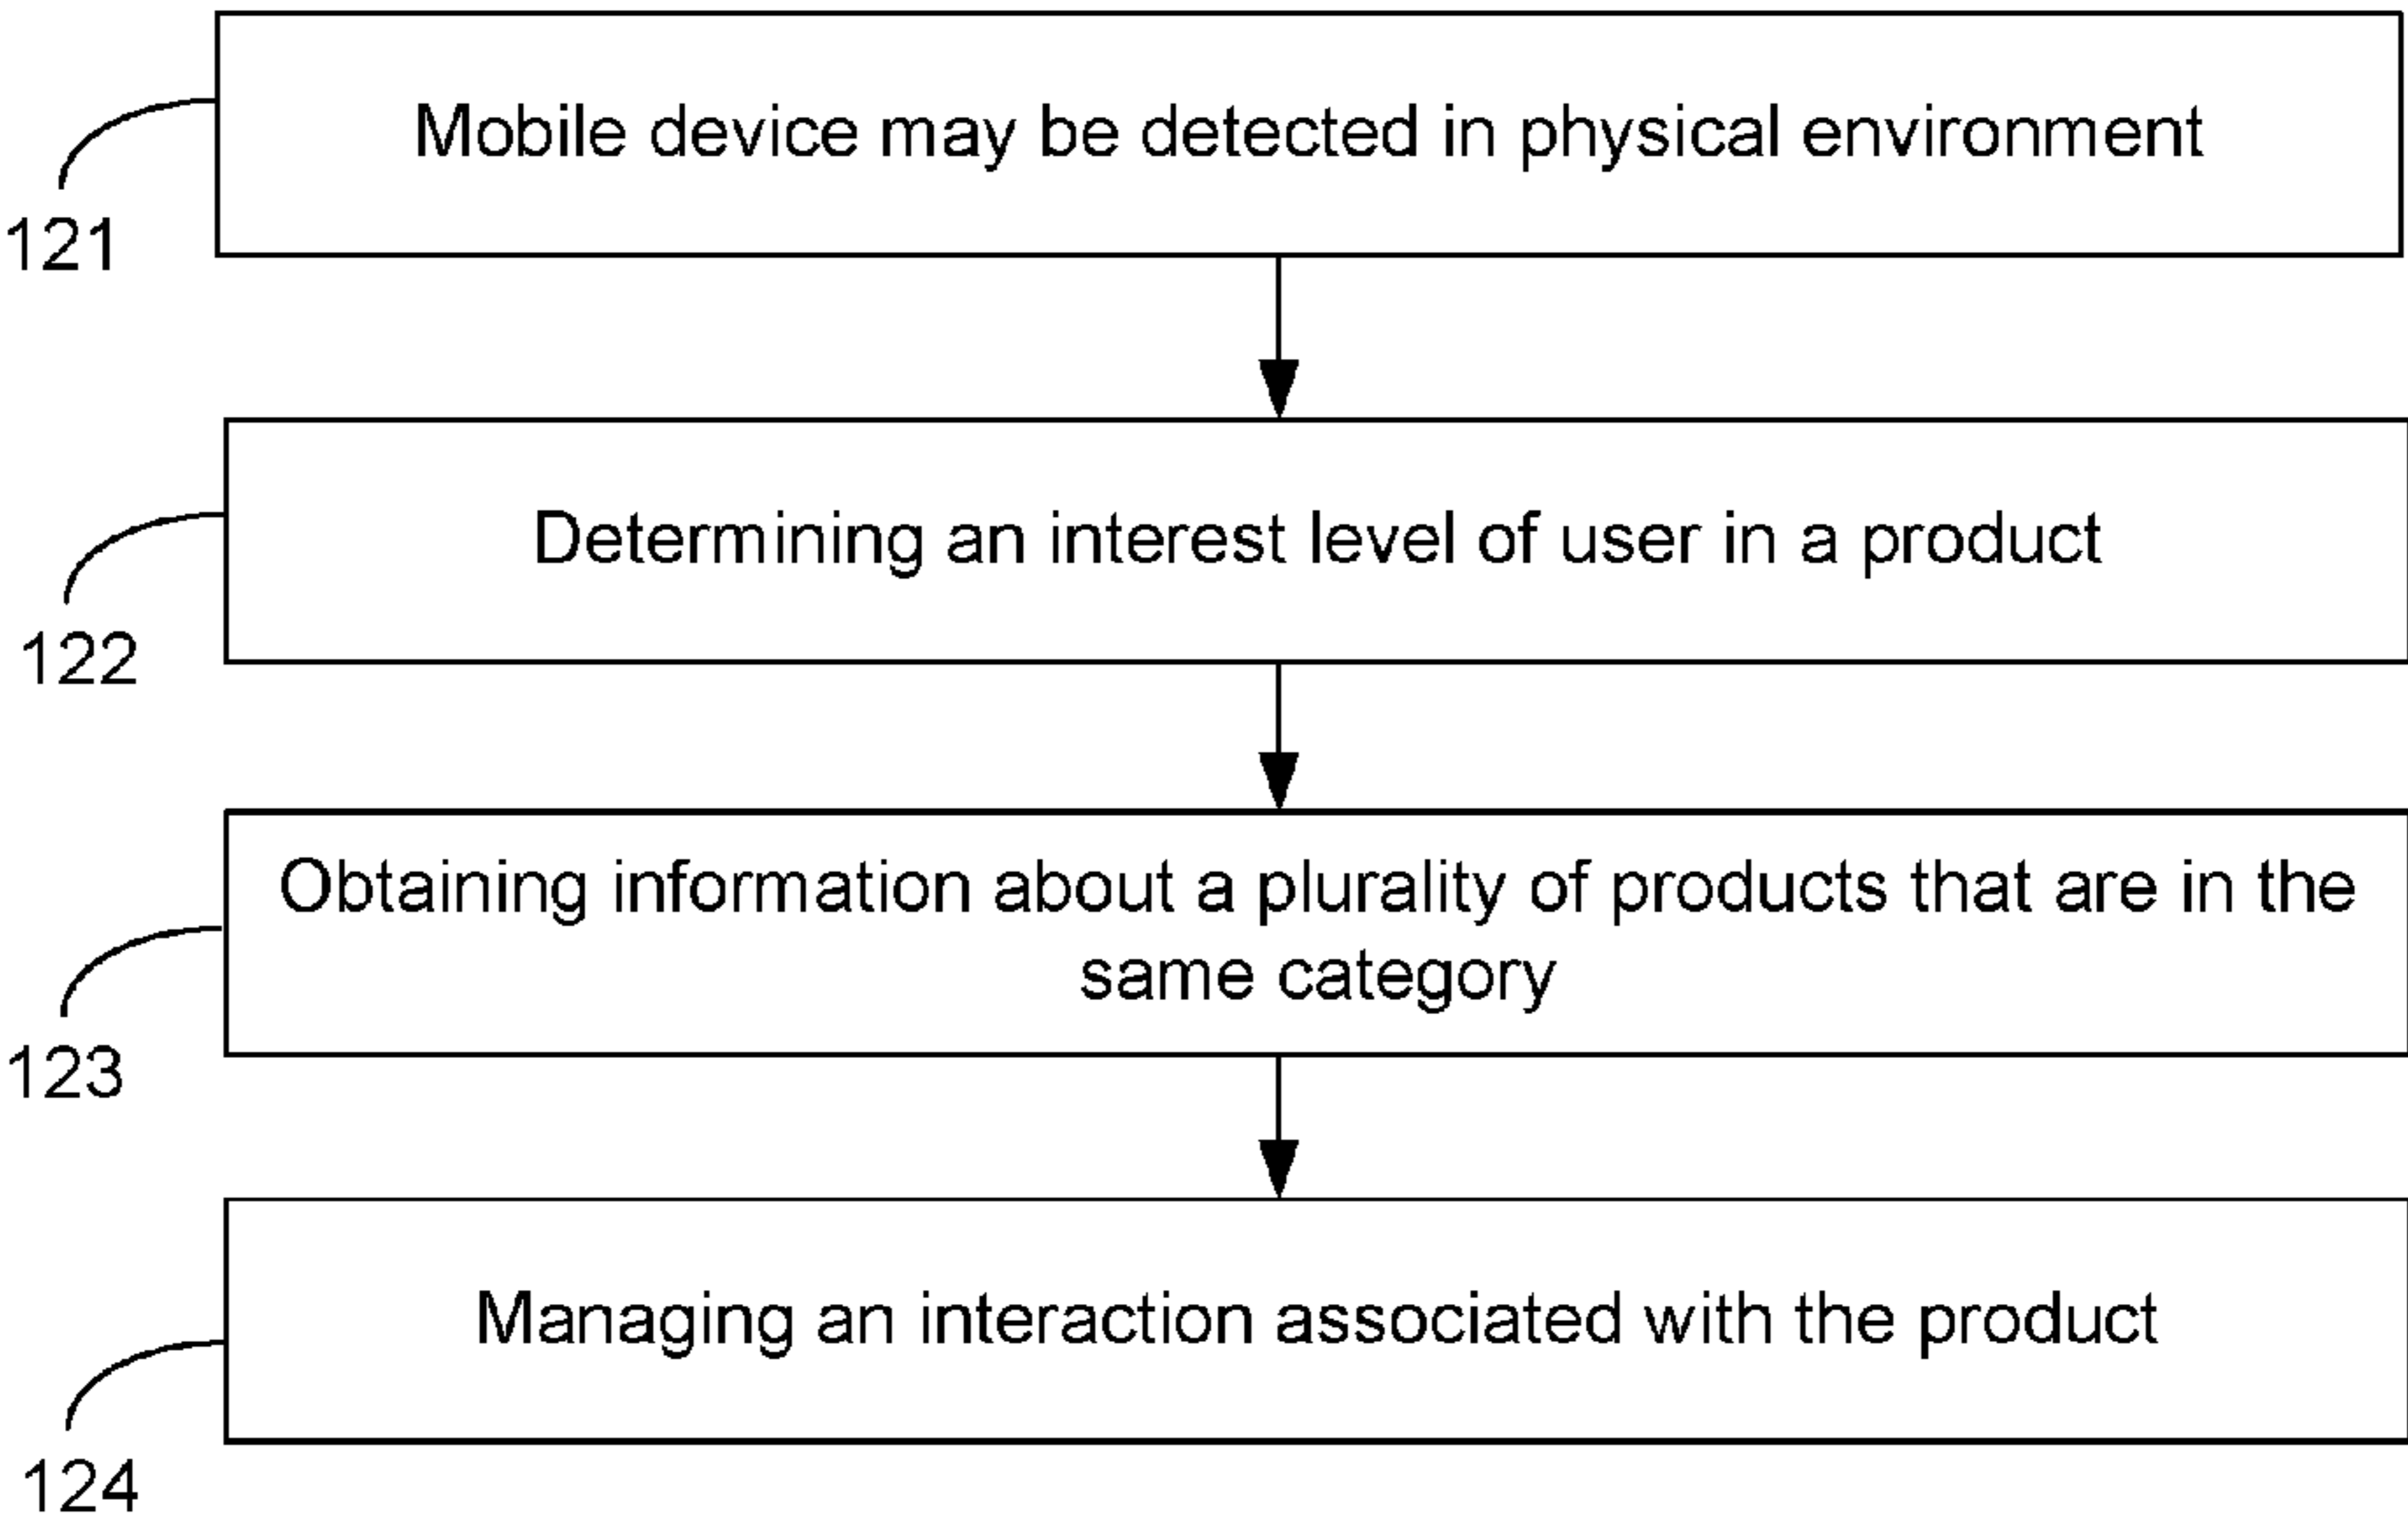 Mobile device may be detected in physical environment
121
Determining an interest level of user in a product
122
Obtaining information about a plurality of products that are in the
same category
123
Managing an interaction associated with the product
124